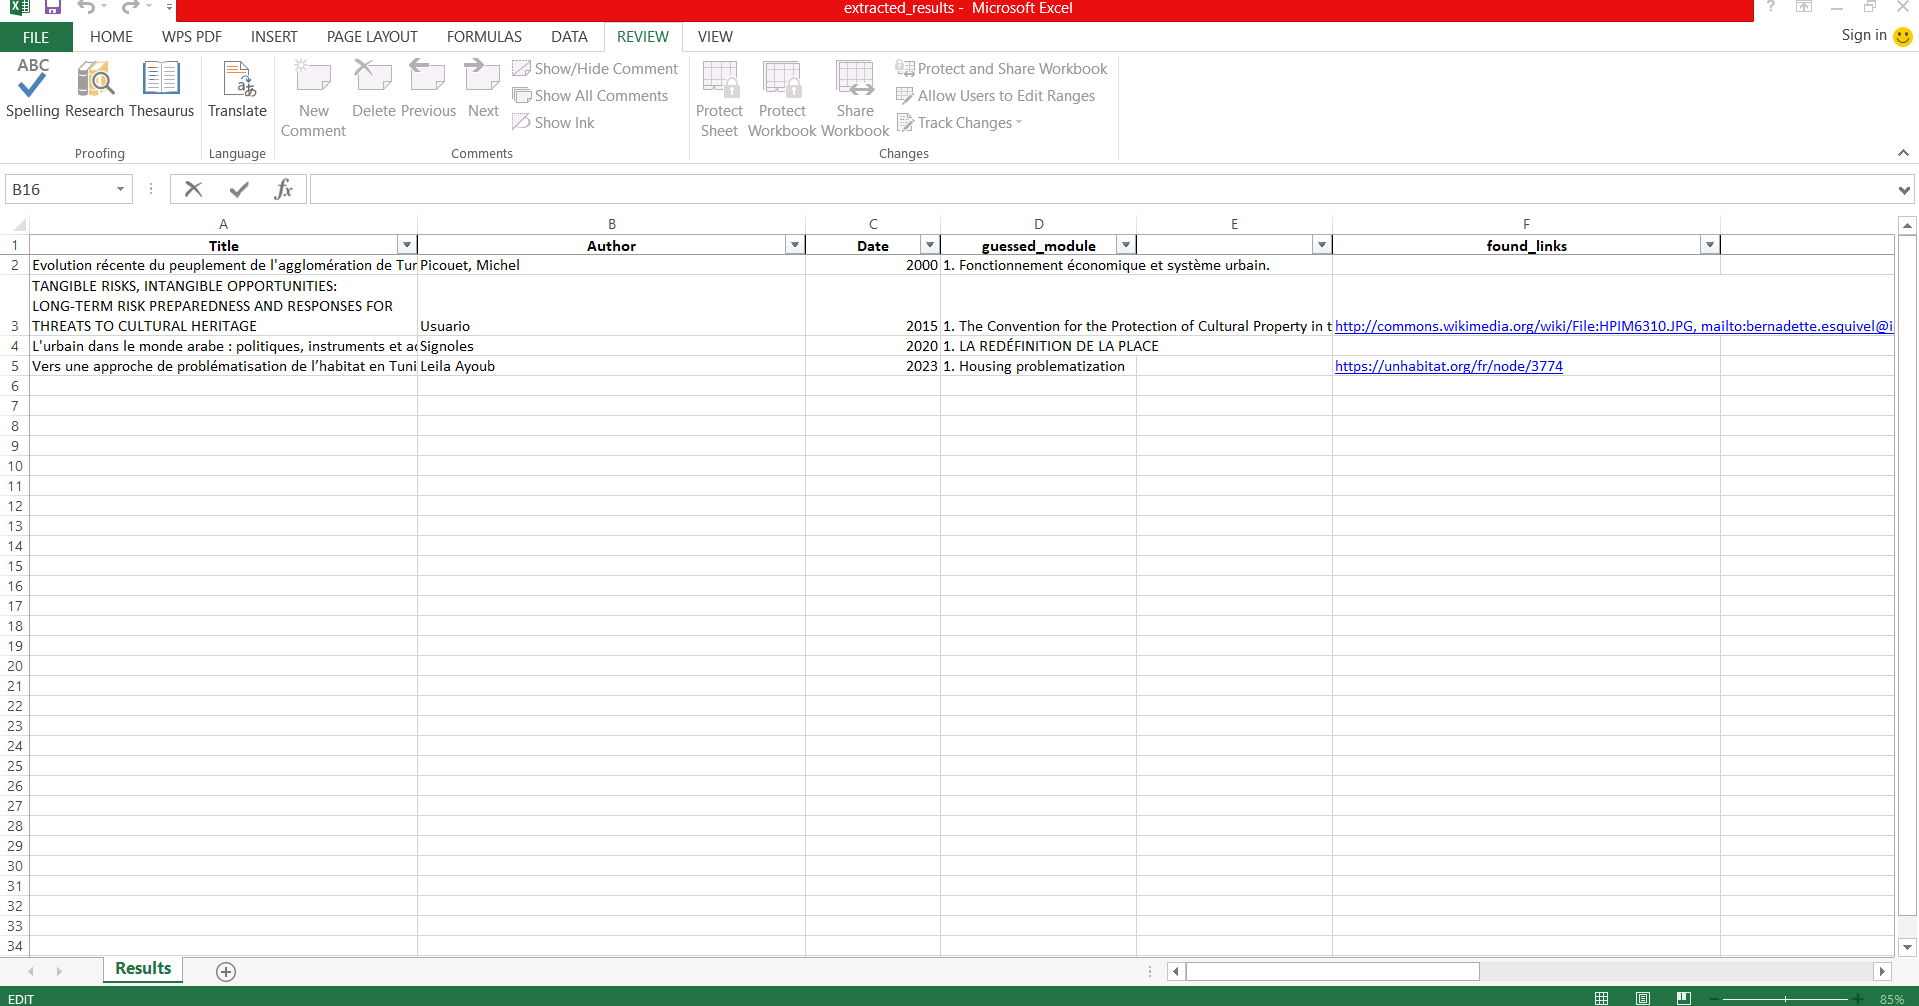 extracted_results - Microsoft Excel
FILE HOME WPS PDF INSERT PAGE LAYOUT FORMULAS DATA REVIEW VIEW Sign in
ABC
Spelling Research Thesaurus Translate New Comment Delete Previous Next
Show/Hide Comment
Show All Comments
Show Ink
Protect Sheet Protect Workbook Share Workbook
Protect and Share Workbook
Allow Users to Edit Ranges
Track Changes
Proofing Language Comments Changes
B16 fx
A B C D E F
1 Title Author Date guessed_module found_links
2 Evolution récente du peuplement de l'agglomération de Tur Picouet, Michel 2000 1. Fonctionnement économique et système urbain.
TANGIBLE RISKS, INTANGIBLE OPPORTUNITIES:
LONG-TERM RISK PREPAREDNESS AND RESPONSES FOR
3 THREATS TO CULTURAL HERITAGE Usuario 2015 1. The Convention for the Protection of Cultural Property in t http://commons.wikimedia.org/wiki/File:HPIM6310.JPG, mailto:bernadette.esquivel@i
4 L'urbain dans le monde arabe : politiques, instruments et ac Signoles 2020 1. LA REDÉFINITION DE LA PLACE
5 Vers une approche de problématisation de l’habitat en Tuni Leila Ayoub 2023 1. Housing problematization https://unhabitat.org/fr/node/3774
6
7
8
9
10
11
12
13
14
15
16
17
18
19
20
21
22
23
24
25
26
27
28
29
30
31
32
33
34
Results
EDIT 85%